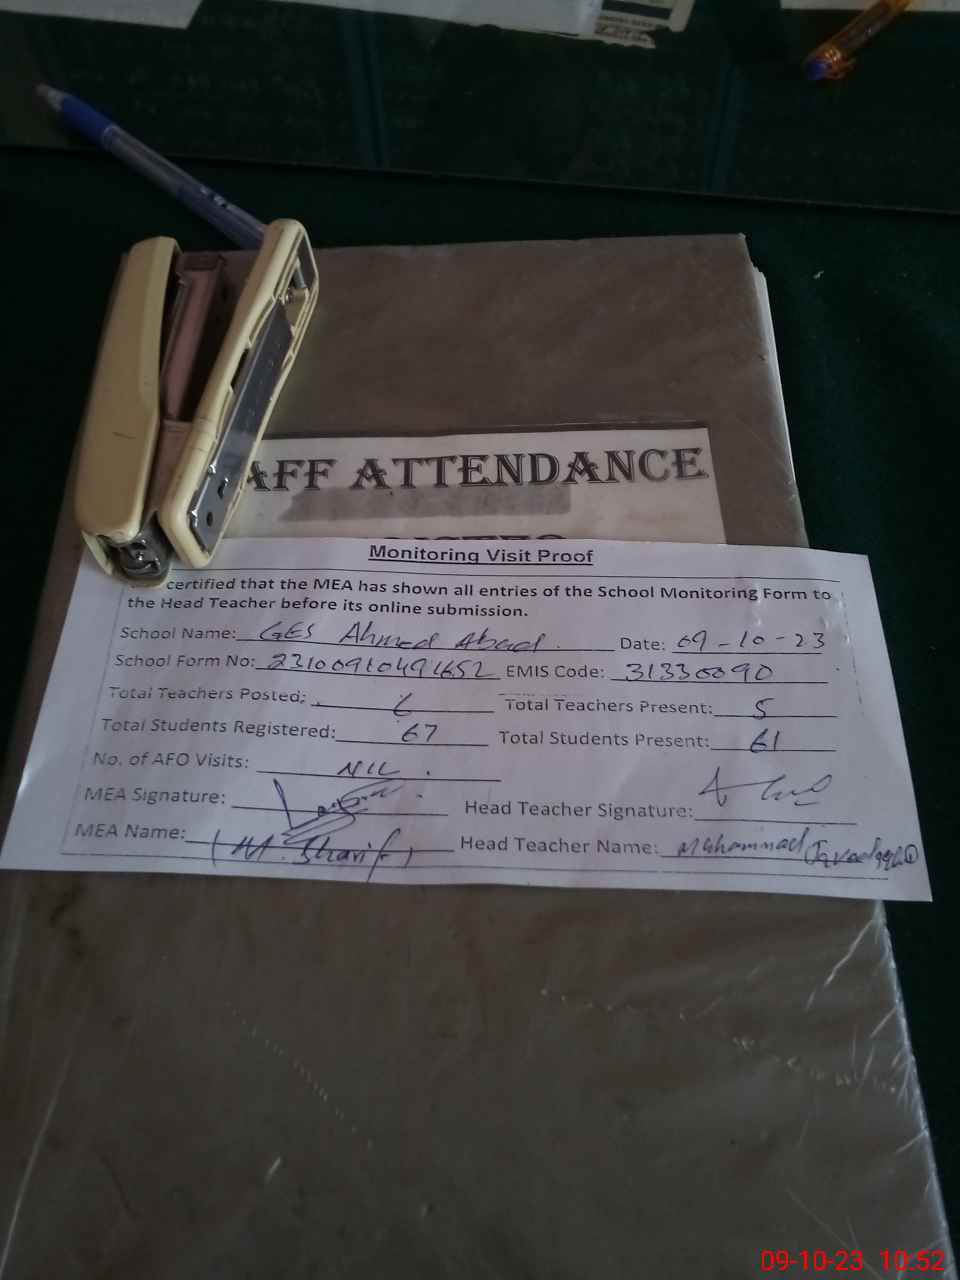 AFF ATTENDANCE
Monitoring Visit Proof
certified that the MEA has shown all entries of the School Monitoring Form to
the Head Teacher before its online submission.
School Name: GES Ahmed Abad. Date: 09-10-23
School Form No: 23100910491652 EMIS Code: 31330090
Total Teachers Posted: 6 Total Teachers Present: 5
Total Students Registered: 67 Total Students Present: 61
No. of AFO Visits: NIL.
MEA Signature: Head Teacher Signature:
MEA Name: (M. Sharif) Head Teacher Name: Muhammad
09-10-23 10:52